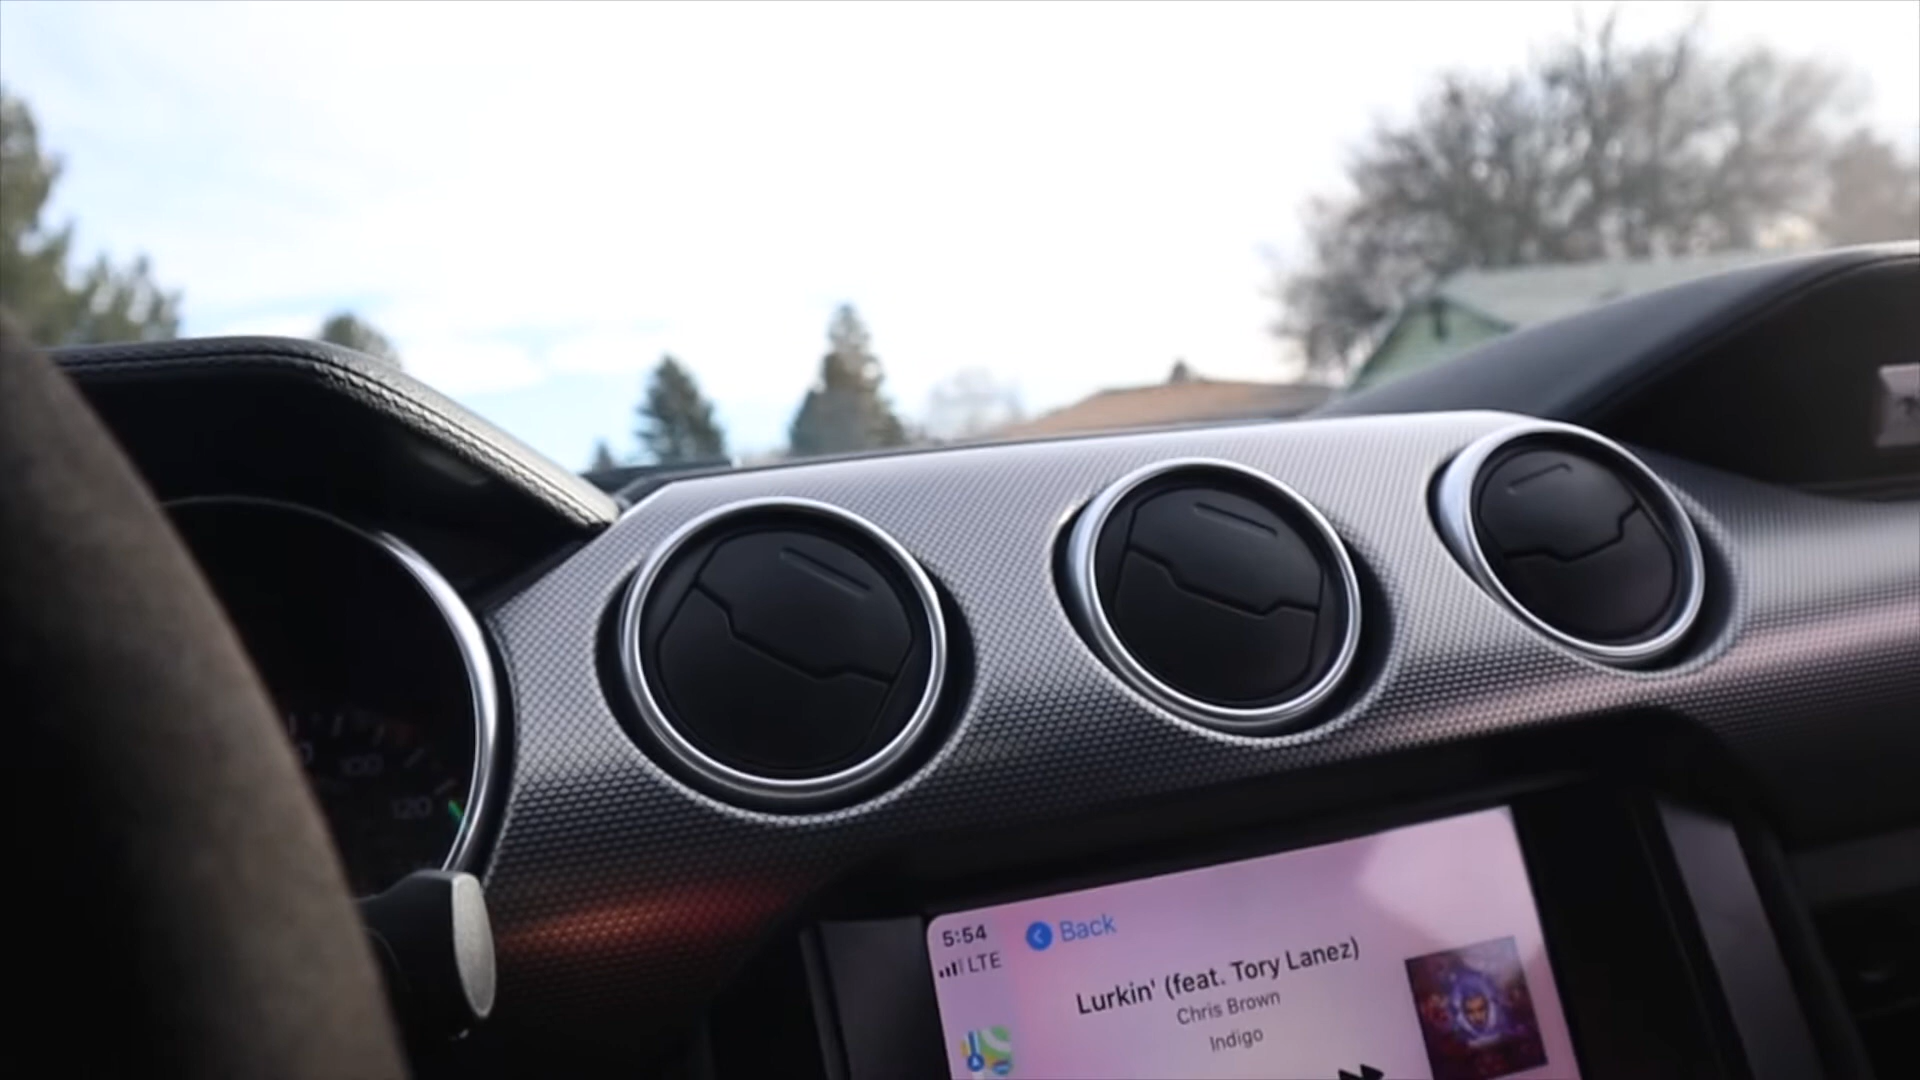 100
120
5:54
LTE
Back
Lurkin' (feat. Tory Lanez)
Chris Brown
Indigo